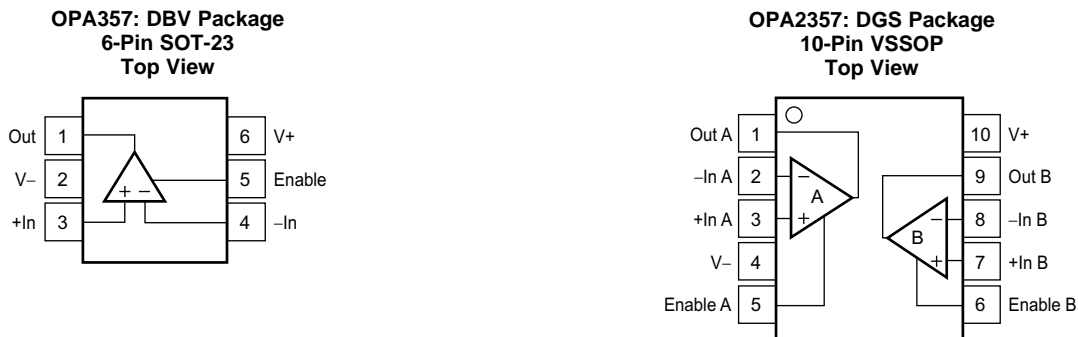 OPA357: DBV Package
6-Pin SOT-23
Top View
Out 1
V− 2
+In 3
6 V+
5 Enable
4 −In
+ −
OPA2357: DGS Package
10-Pin VSSOP
Top View
Out A 1
−In A 2
+In A 3
V− 4
Enable A 5
10 V+
9 Out B
8 −In B
7 +In B
6 Enable B
− + A
− + B